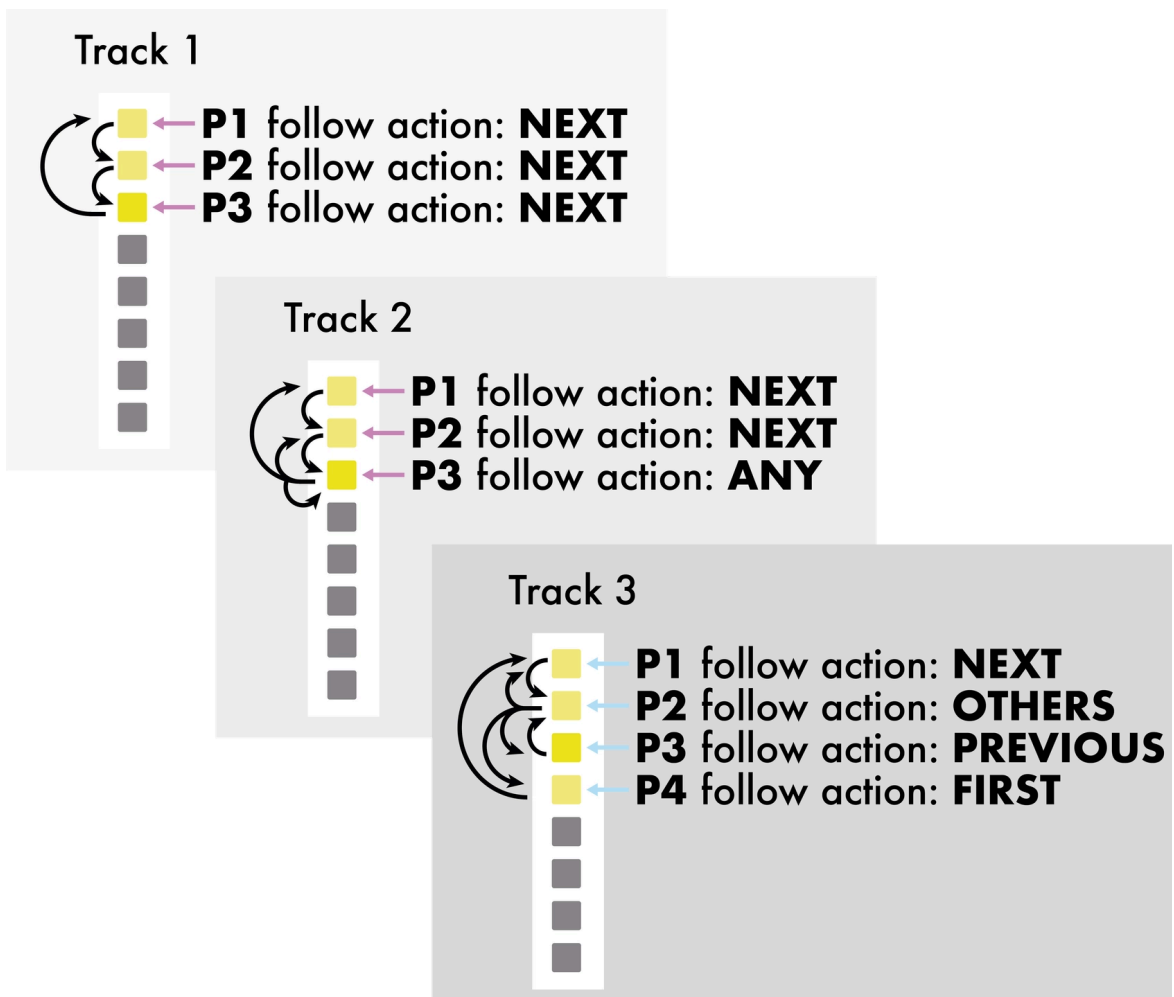 Track 1
P1 follow action: NEXT
P2 follow action: NEXT
P3 follow action: NEXT
Track 2
P1 follow action: NEXT
P2 follow action: NEXT
P3 follow action: ANY
Track 3
P1 follow action: NEXT
P2 follow action: OTHERS
P3 follow action: PREVIOUS
P4 follow action: FIRST